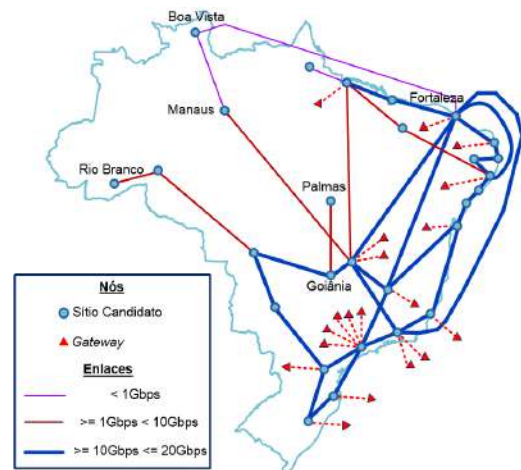 Boa Vista
Fortaleza
Manaus
Rio Branco
Palmas
Goiânia
Nós
Sítio Candidato
Gateway
Enlaces
< 1Gbps
>= 1Gbps < 10Gbps
>= 10Gbps <= 20Gbps